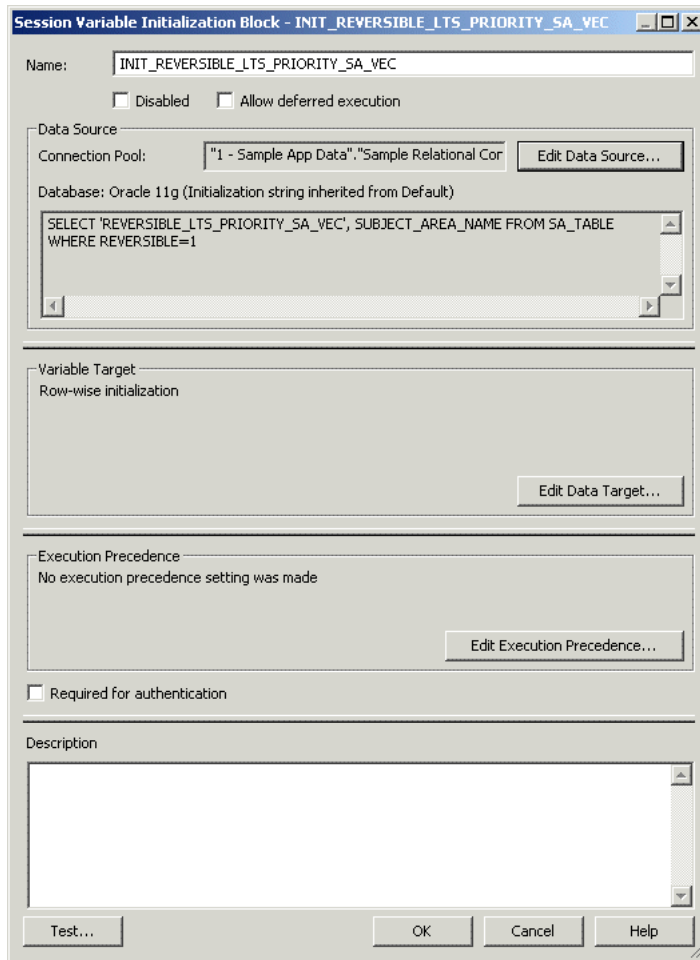 Session Variable Initialization Block - INIT_REVERSIBLE_LTS_PRIORITY_SA_VEC
Name: INIT_REVERSIBLE_LTS_PRIORITY_SA_VEC
Disabled Allow deferred execution
Data Source
Connection Pool: "1 - Sample App Data"."Sample Relational Cor Edit Data Source...
Database: Oracle 11g (Initialization string inherited from Default)
SELECT 'REVERSIBLE_LTS_PRIORITY_SA_VEC', SUBJECT_AREA_NAME FROM SA_TABLE
WHERE REVERSIBLE=1
Variable Target
Row-wise initialization
Edit Data Target...
Execution Precedence
No execution precedence setting was made
Edit Execution Precedence...
Required for authentication
Description
Test... OK Cancel Help